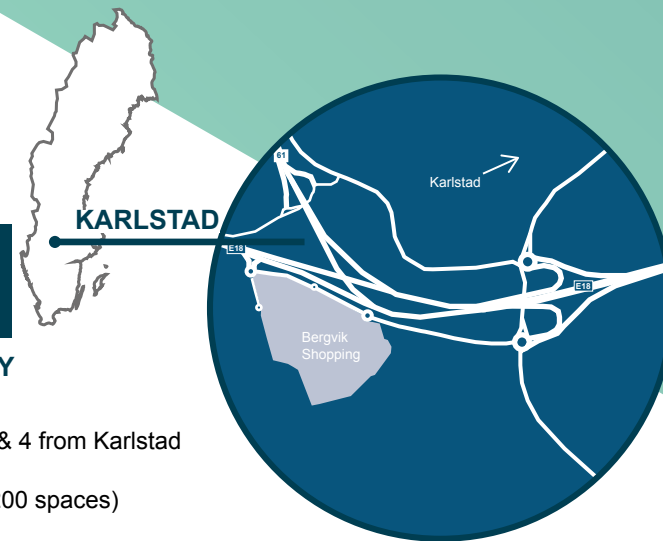 61
Karlstad
KARLSTAD
E18
E18
Bergvik
Shopping
Y
& 4 from Karlstad
00 spaces)